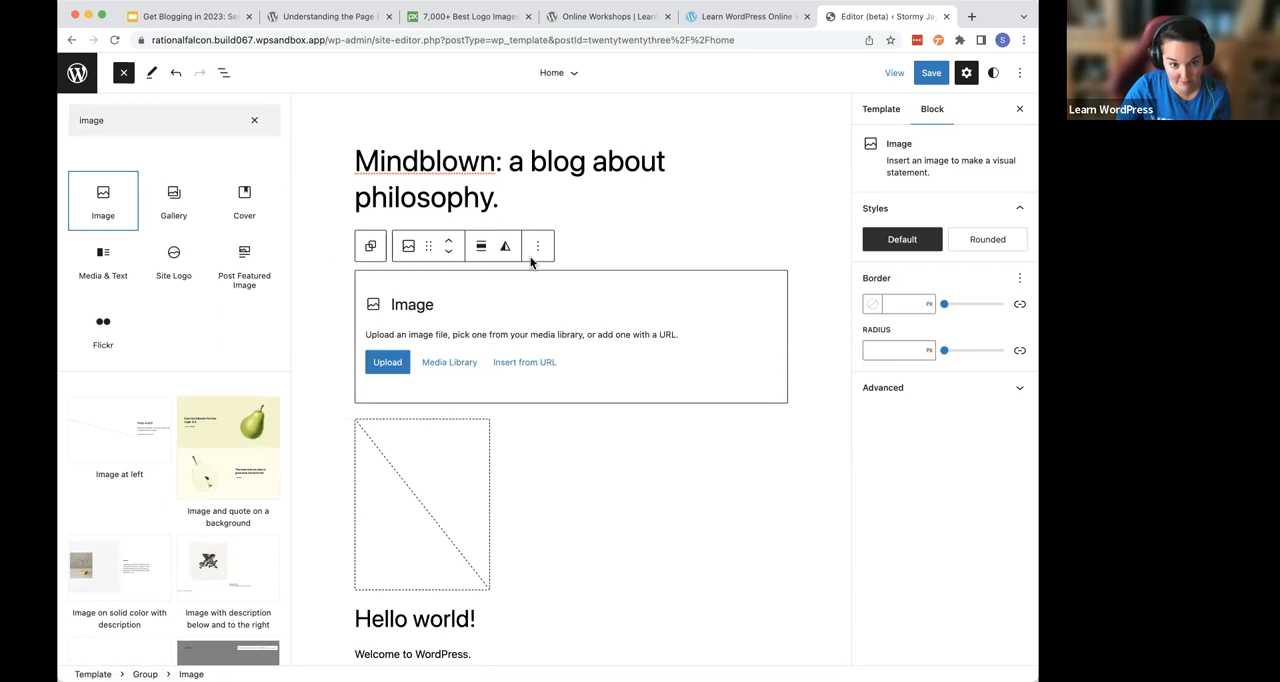 Get Blogging in 2023: Se
Understanding the Page
7,000+ Best Logo Images
Online Workshops | Learn
Learn WordPress Online
Editor (beta) ‹ Stormy Ja
rationalfalcon.build067.wpsandbox.app/wp-admin/site-editor.php?postType=wp_template&postId=twentytwentythree%2F%2Fhome
S
Learn WordPress
Home
View
Save
image
Template
Block
Image
Insert an image to make a visual
statement.
Image
Gallery
Cover
Media & Text
Site Logo
Post Featured
Image
Flickr
Mindblown: a blog about
philosophy.
Styles
Default
Rounded
Border
PX
RADIUS
PX
Advanced
Image
Upload an image file, pick one from your media library, or add one with a URL.
Upload
Media Library
Insert from URL
Image at left
Image and quote on a
background
Image on solid color with
description
Image with description
below and to the right
Hello world!
Welcome to WordPress.
Template > Group > Image